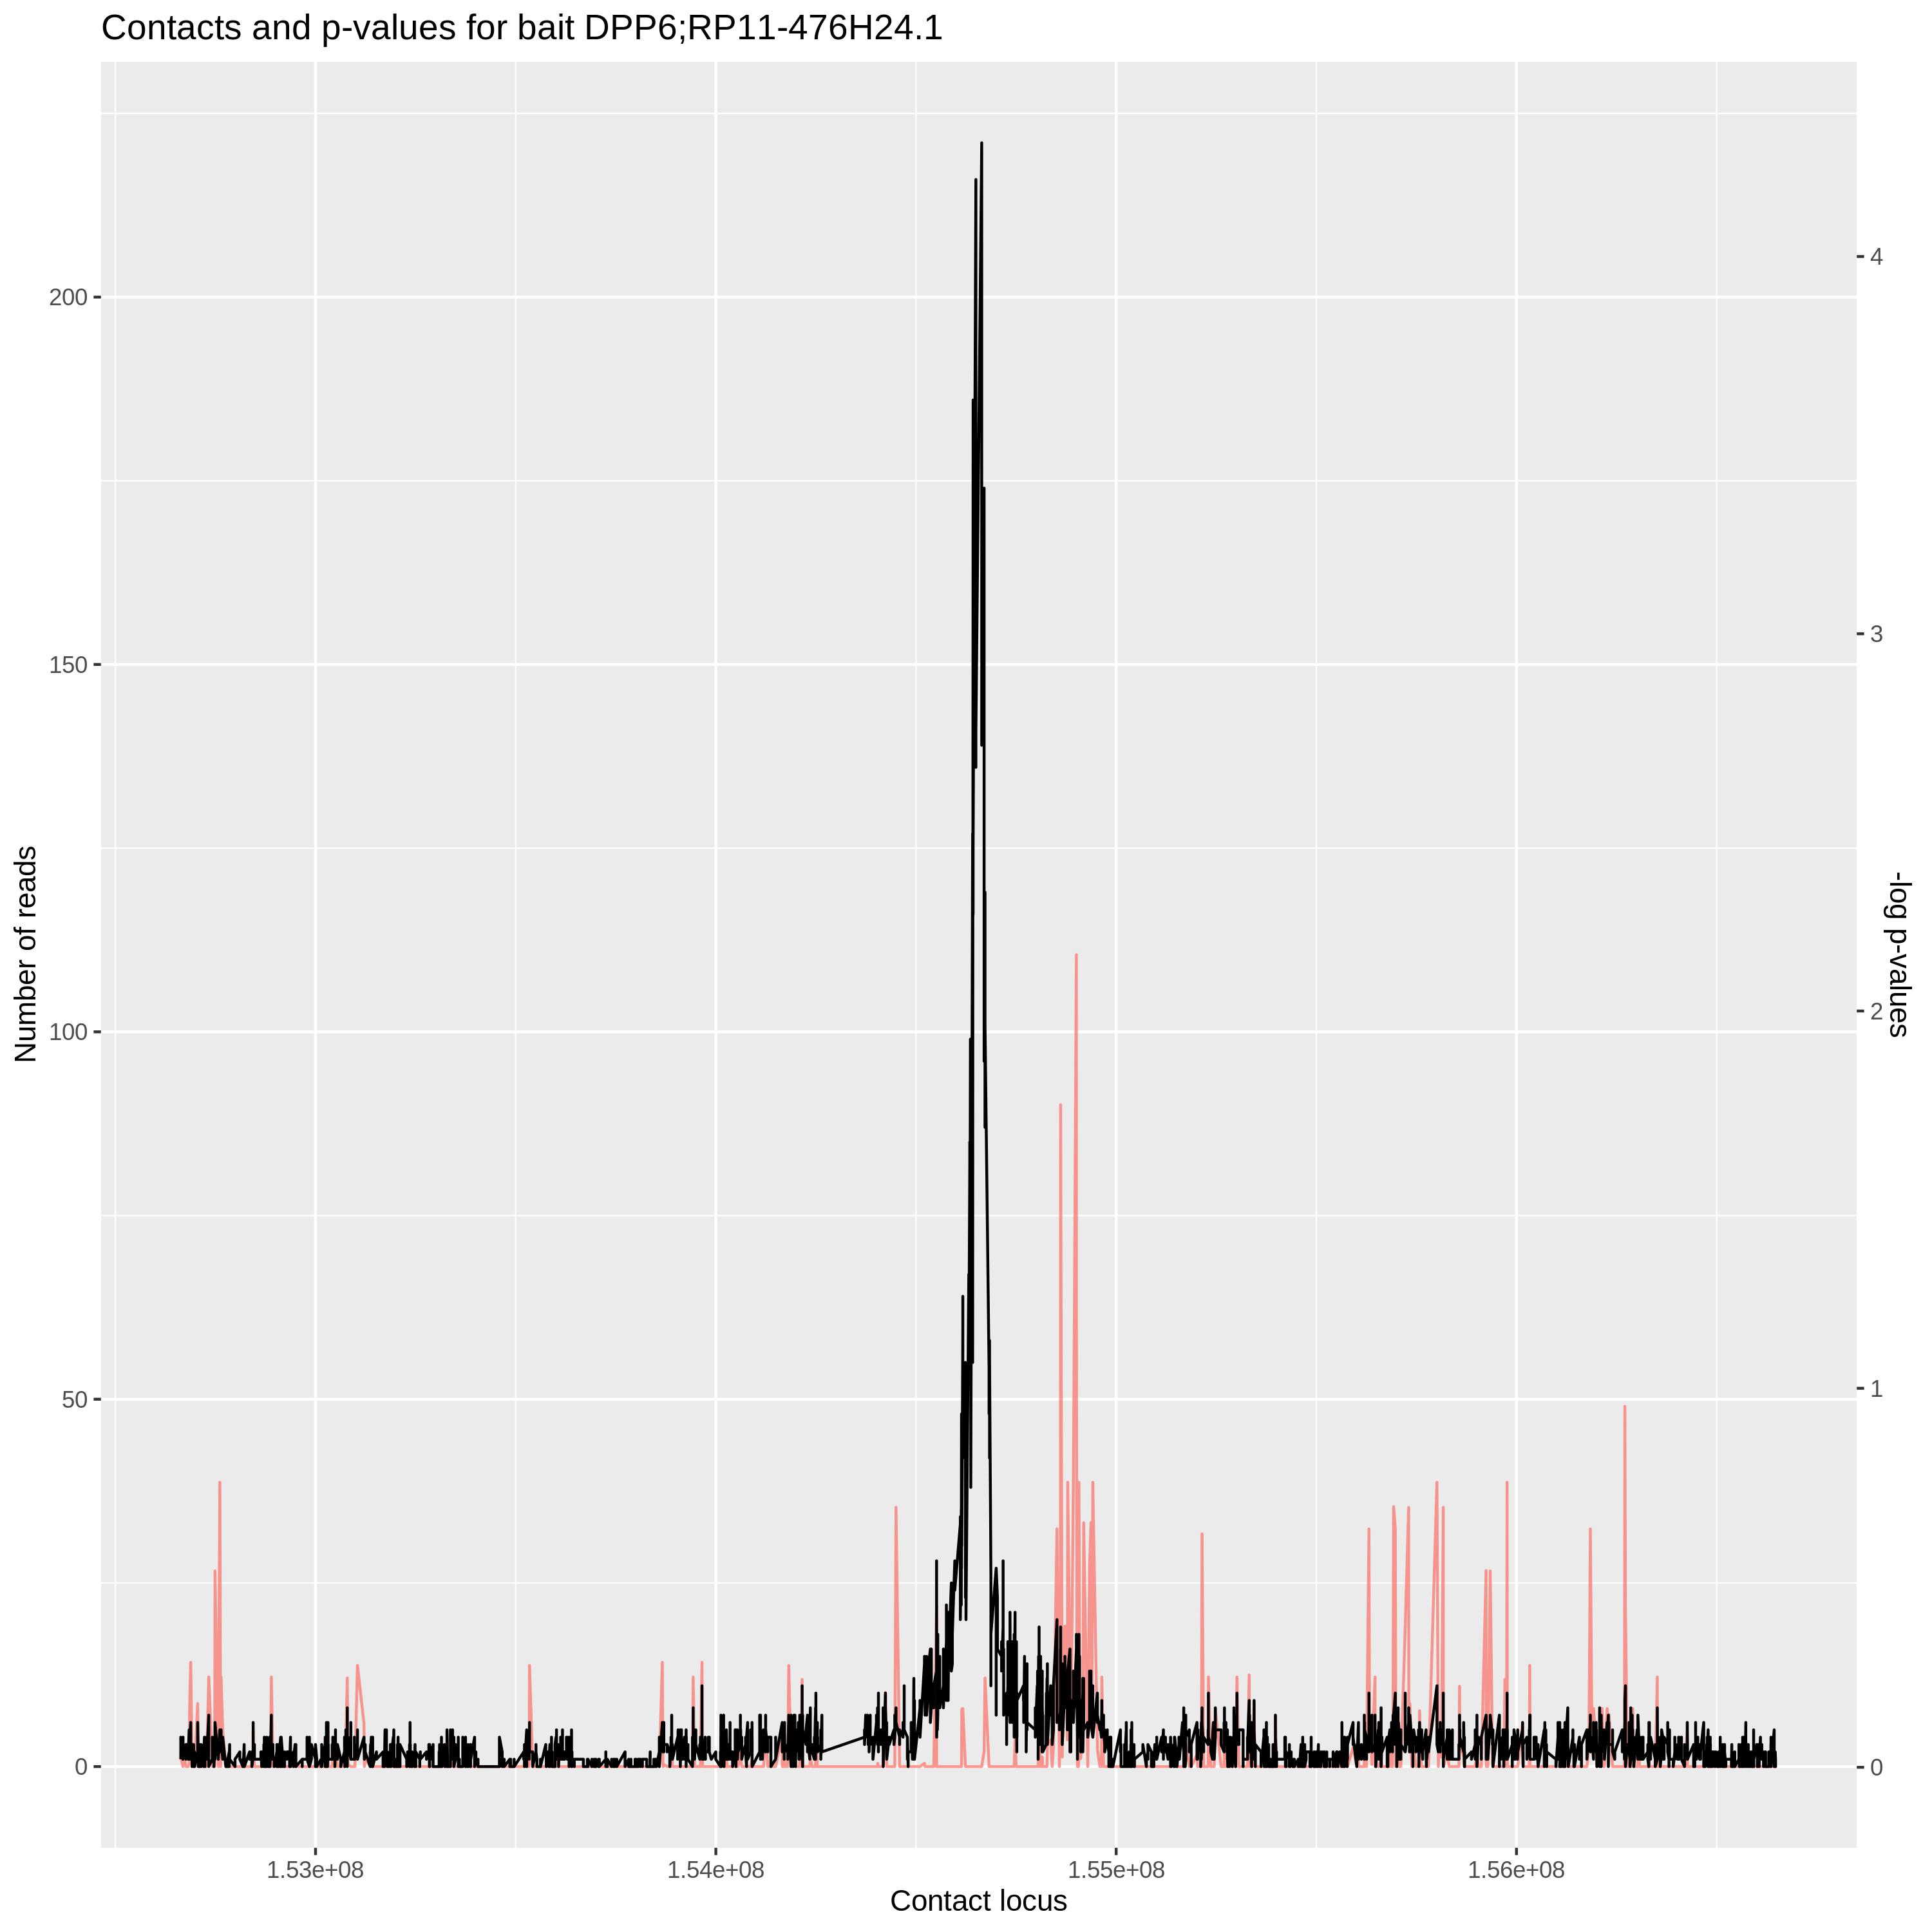 Contacts and p-values for bait DPP6;RP11-476H24.1
200
150
100
50
0
Number of reads
4
3
2
1
0
-log p-values
1.53e+08 1.54e+08 1.55e+08 1.56e+08
Contact locus